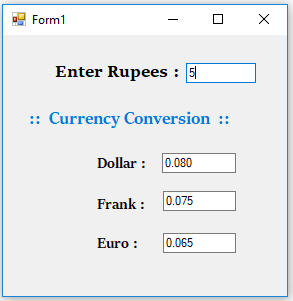 Form1
Enter Rupees : 5
:: Currency Conversion ::
Dollar : 0.080
Frank : 0.075
Euro : 0.065